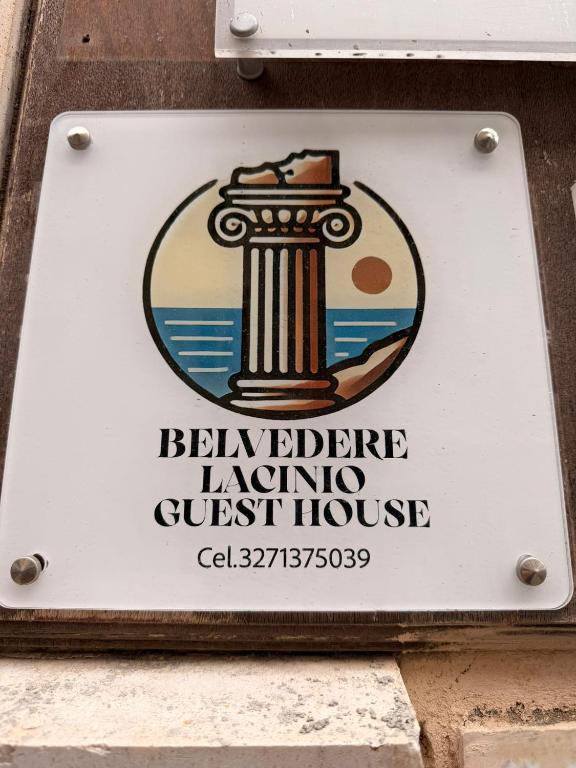 BELVEDERE
LACINIO
GUEST HOUSE
Cel.3271375039